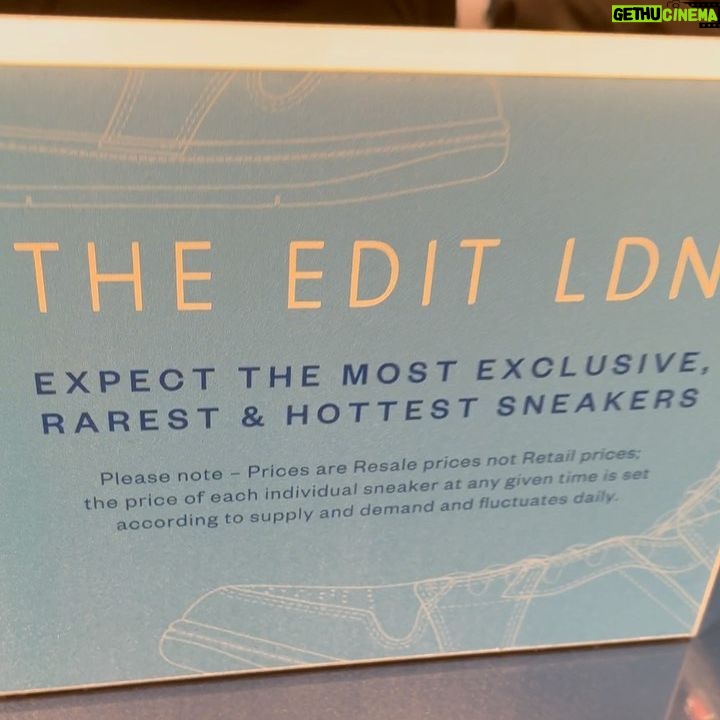 GETHUCINEMA
THE EDIT LDN
EXPECT THE MOST EXCLUSIVE,
RAREST & HOTTEST SNEAKERS
Please note – Prices are Resale prices not Retail prices;
the price of each individual sneaker at any given time is set
according to supply and demand and fluctuates daily.